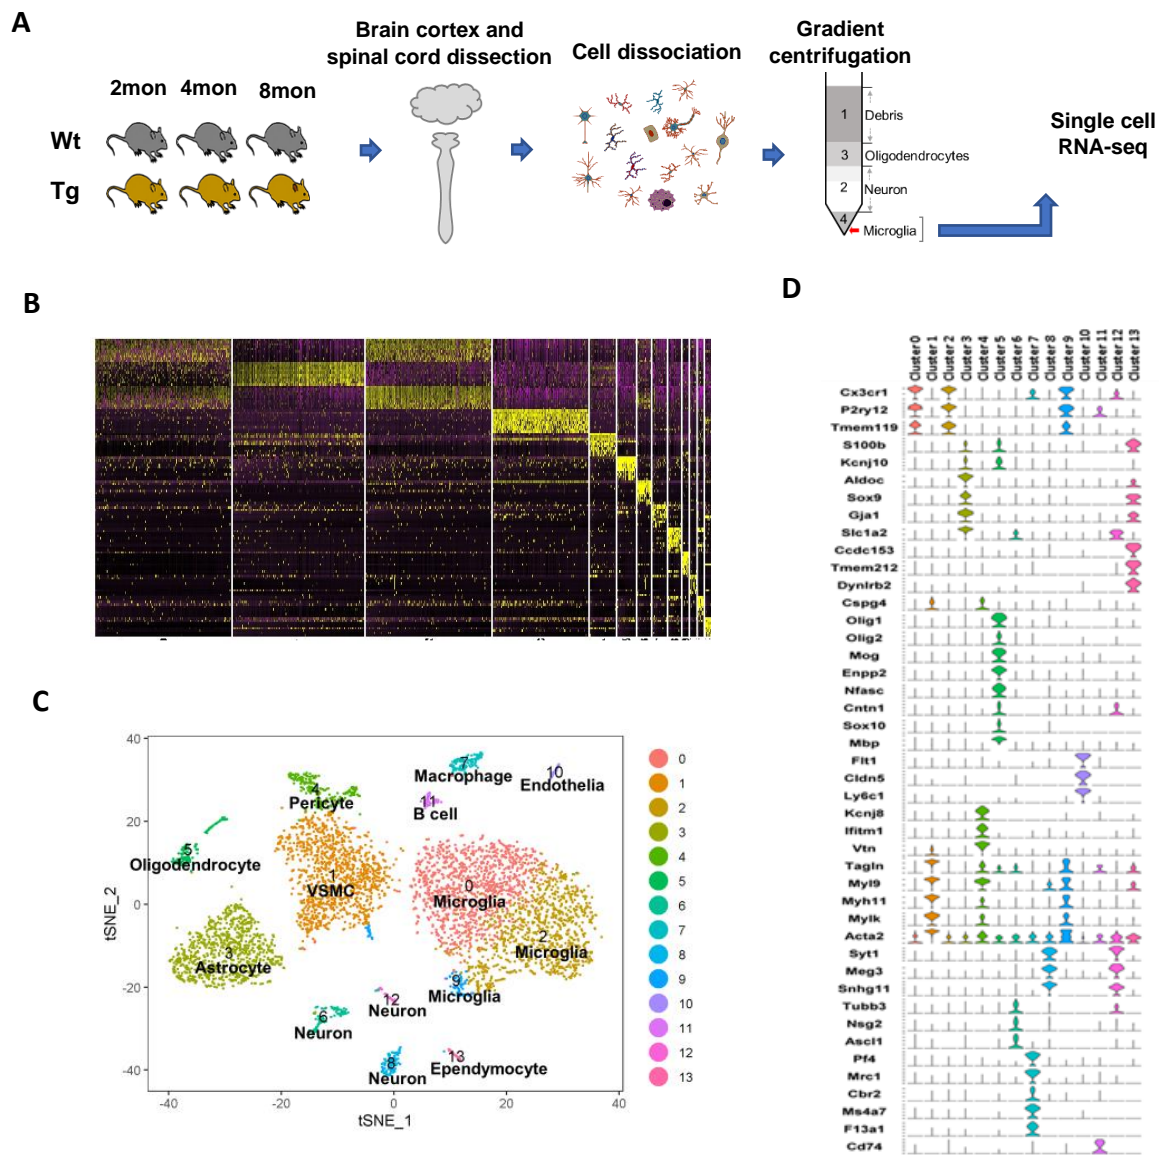 A
Brain cortex and
spinal cord dissection
Cell dissociation
Gradient
centrifugation
2mon 4mon 8mon
Wt
Tg
1 Debris
3 Oligodendrocytes
2 Neuron
4
Microglia
Single cell
RNA-seq
B
C
40
20
0
-20
-40
tSNE_2
-40 -20 0 20 40
tSNE_1
7
Macrophage
10
Endothelia
4
Pericyte
11
B cell
5
Oligodendrocyte
1
VSMC
0
Microglia
2
Microglia
3
Astrocyte
9
Microglia
12
Neuron
6
Neuron
8
Neuron
13
Ependymocyte
0
1
2
3
4
5
6
7
8
9
10
11
12
13
D
Cluster 0
Cluster 1
Cluster 2
Cluster 3
Cluster 4
Cluster 5
Cluster 6
Cluster 7
Cluster 8
Cluster 9
Cluster 10
Cluster 11
Cluster 12
Cluster 13
Cx3cr1
P2ry12
Tmem119
S100b
Kcnj10
Aldoc
Sox9
Gja1
Slc1a2
Ccdc153
Tmem212
Dynlrb2
Cspg4
Olig1
Olig2
Mog
Enpp2
Nfasc
Cntn1
Sox10
Mbp
Flt1
Cldn5
Ly6c1
Kcnj8
Ifitm1
Vtn
Tagln
Myl9
Myh11
Mylk
Acta2
Syt1
Meg3
Snhg11
Tubb3
Nsg2
Ascl1
Pf4
Mrc1
Cbr2
Ms4a7
F13a1
Cd74